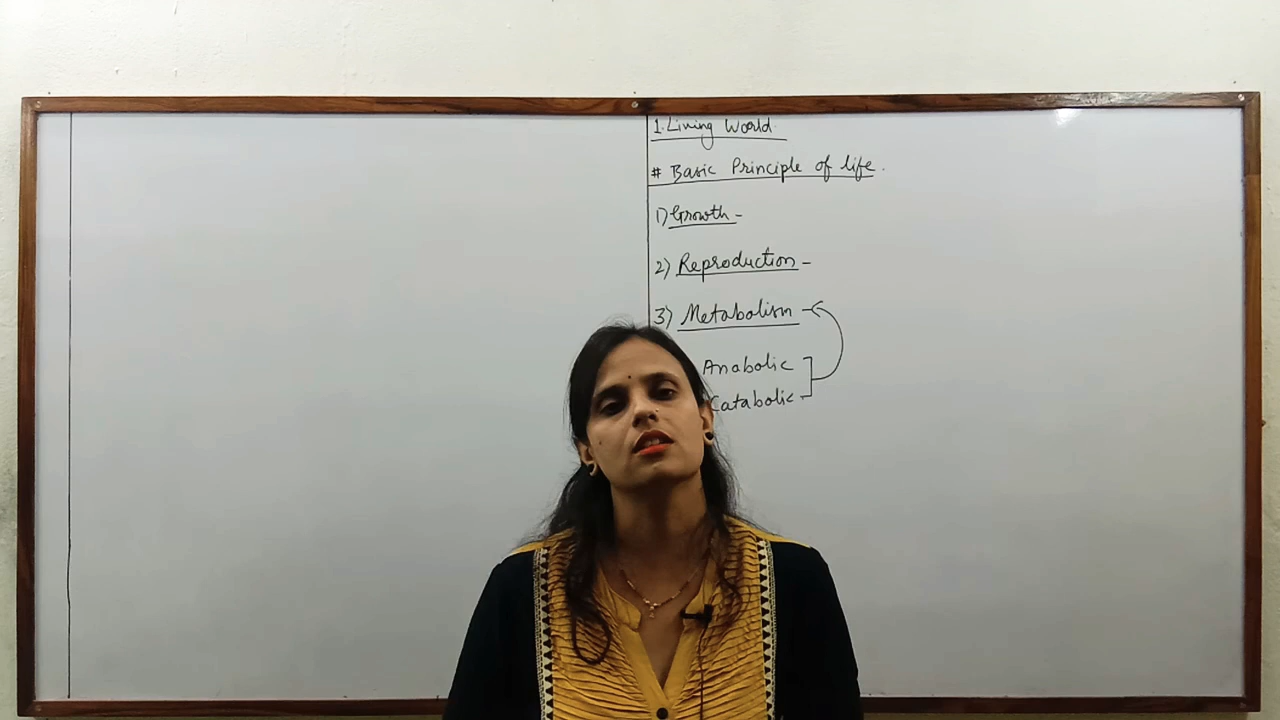 1. Living World.
# Basic Principle of life.
1) Growth -
2) Reproduction -
3) Metabolism -
Anabolic
Catabolic